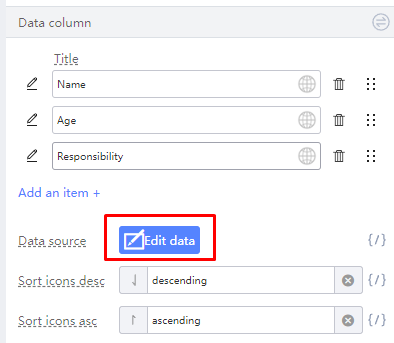 Data column
Title
Name
Age
Responsibility
Add an item +
Data source Edit data {/}
Sort icons desc descending {/}
Sort icons asc ascending {/}